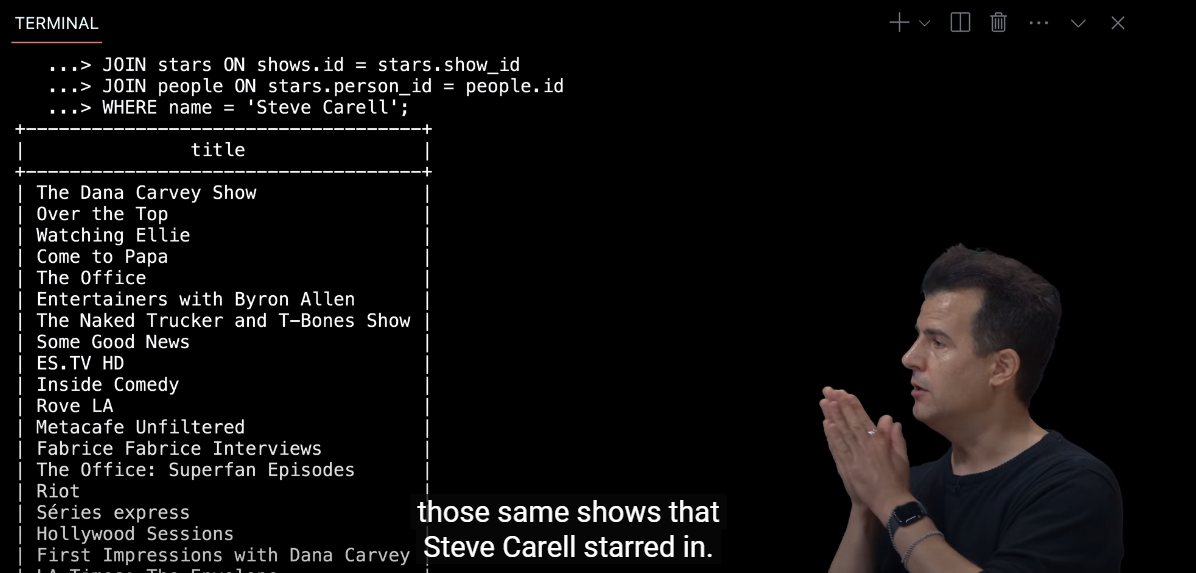 TERMINAL
...> JOIN stars ON shows.id = stars.show_id
...> JOIN people ON stars.person_id = people.id
...> WHERE name = 'Steve Carell';
title
The Dana Carvey Show
Over the Top
Watching Ellie
Come to Papa
The Office
Entertainers with Byron Allen
The Naked Trucker and T-Bones Show
Some Good News
ES.TV HD
Inside Comedy
Rove LA
Metacafe Unfiltered
Fabrice Fabrice Interviews
The Office: Superfan Episodes
Riot
Séries express
Hollywood Sessions
First Impressions with Dana Carvey
LA Times: The Envelope
those same shows that
Steve Carell starred in.